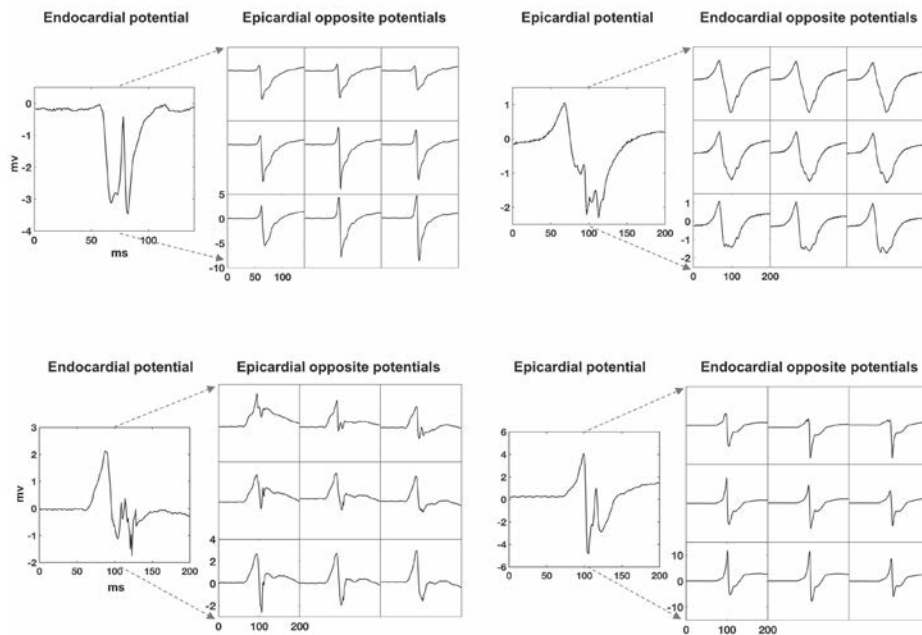 Endocardial potential
Epicardial opposite potentials
Epicardial potential
Endocardial opposite potentials
mv
0
-1
-2
-3
-4
0 50 100
ms
5
0
-5
-10
0 50 100
1
0
-1
-2
0 50 100 150 200
1
0
-1
-2
0 100 200
Endocardial potential
Epicardial opposite potentials
Epicardial potential
Endocardial opposite potentials
mv
3
2
1
0
-1
-2
0 50 100 150 200
ms
4
2
0
-2
0 100 200
6
4
2
0
-2
-4
-6
0 50 100 150 200
10
0
-10
0 100 200